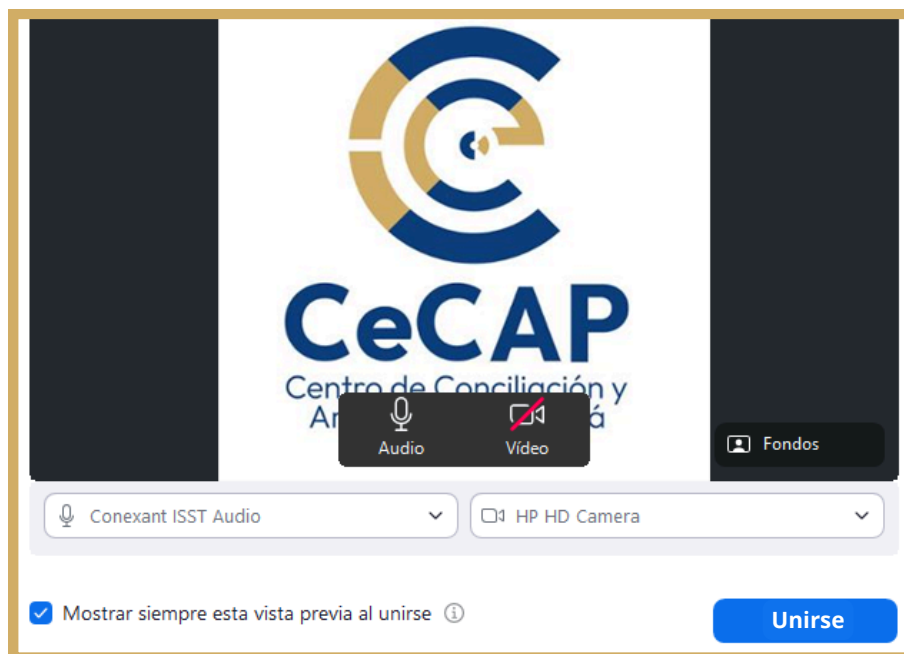 CeCAP
Centro de Conciliación y
Audio
Vídeo
Fondos
Conexant ISST Audio
HP HD Camera
Mostrar siempre esta vista previa al unirse
Unirse